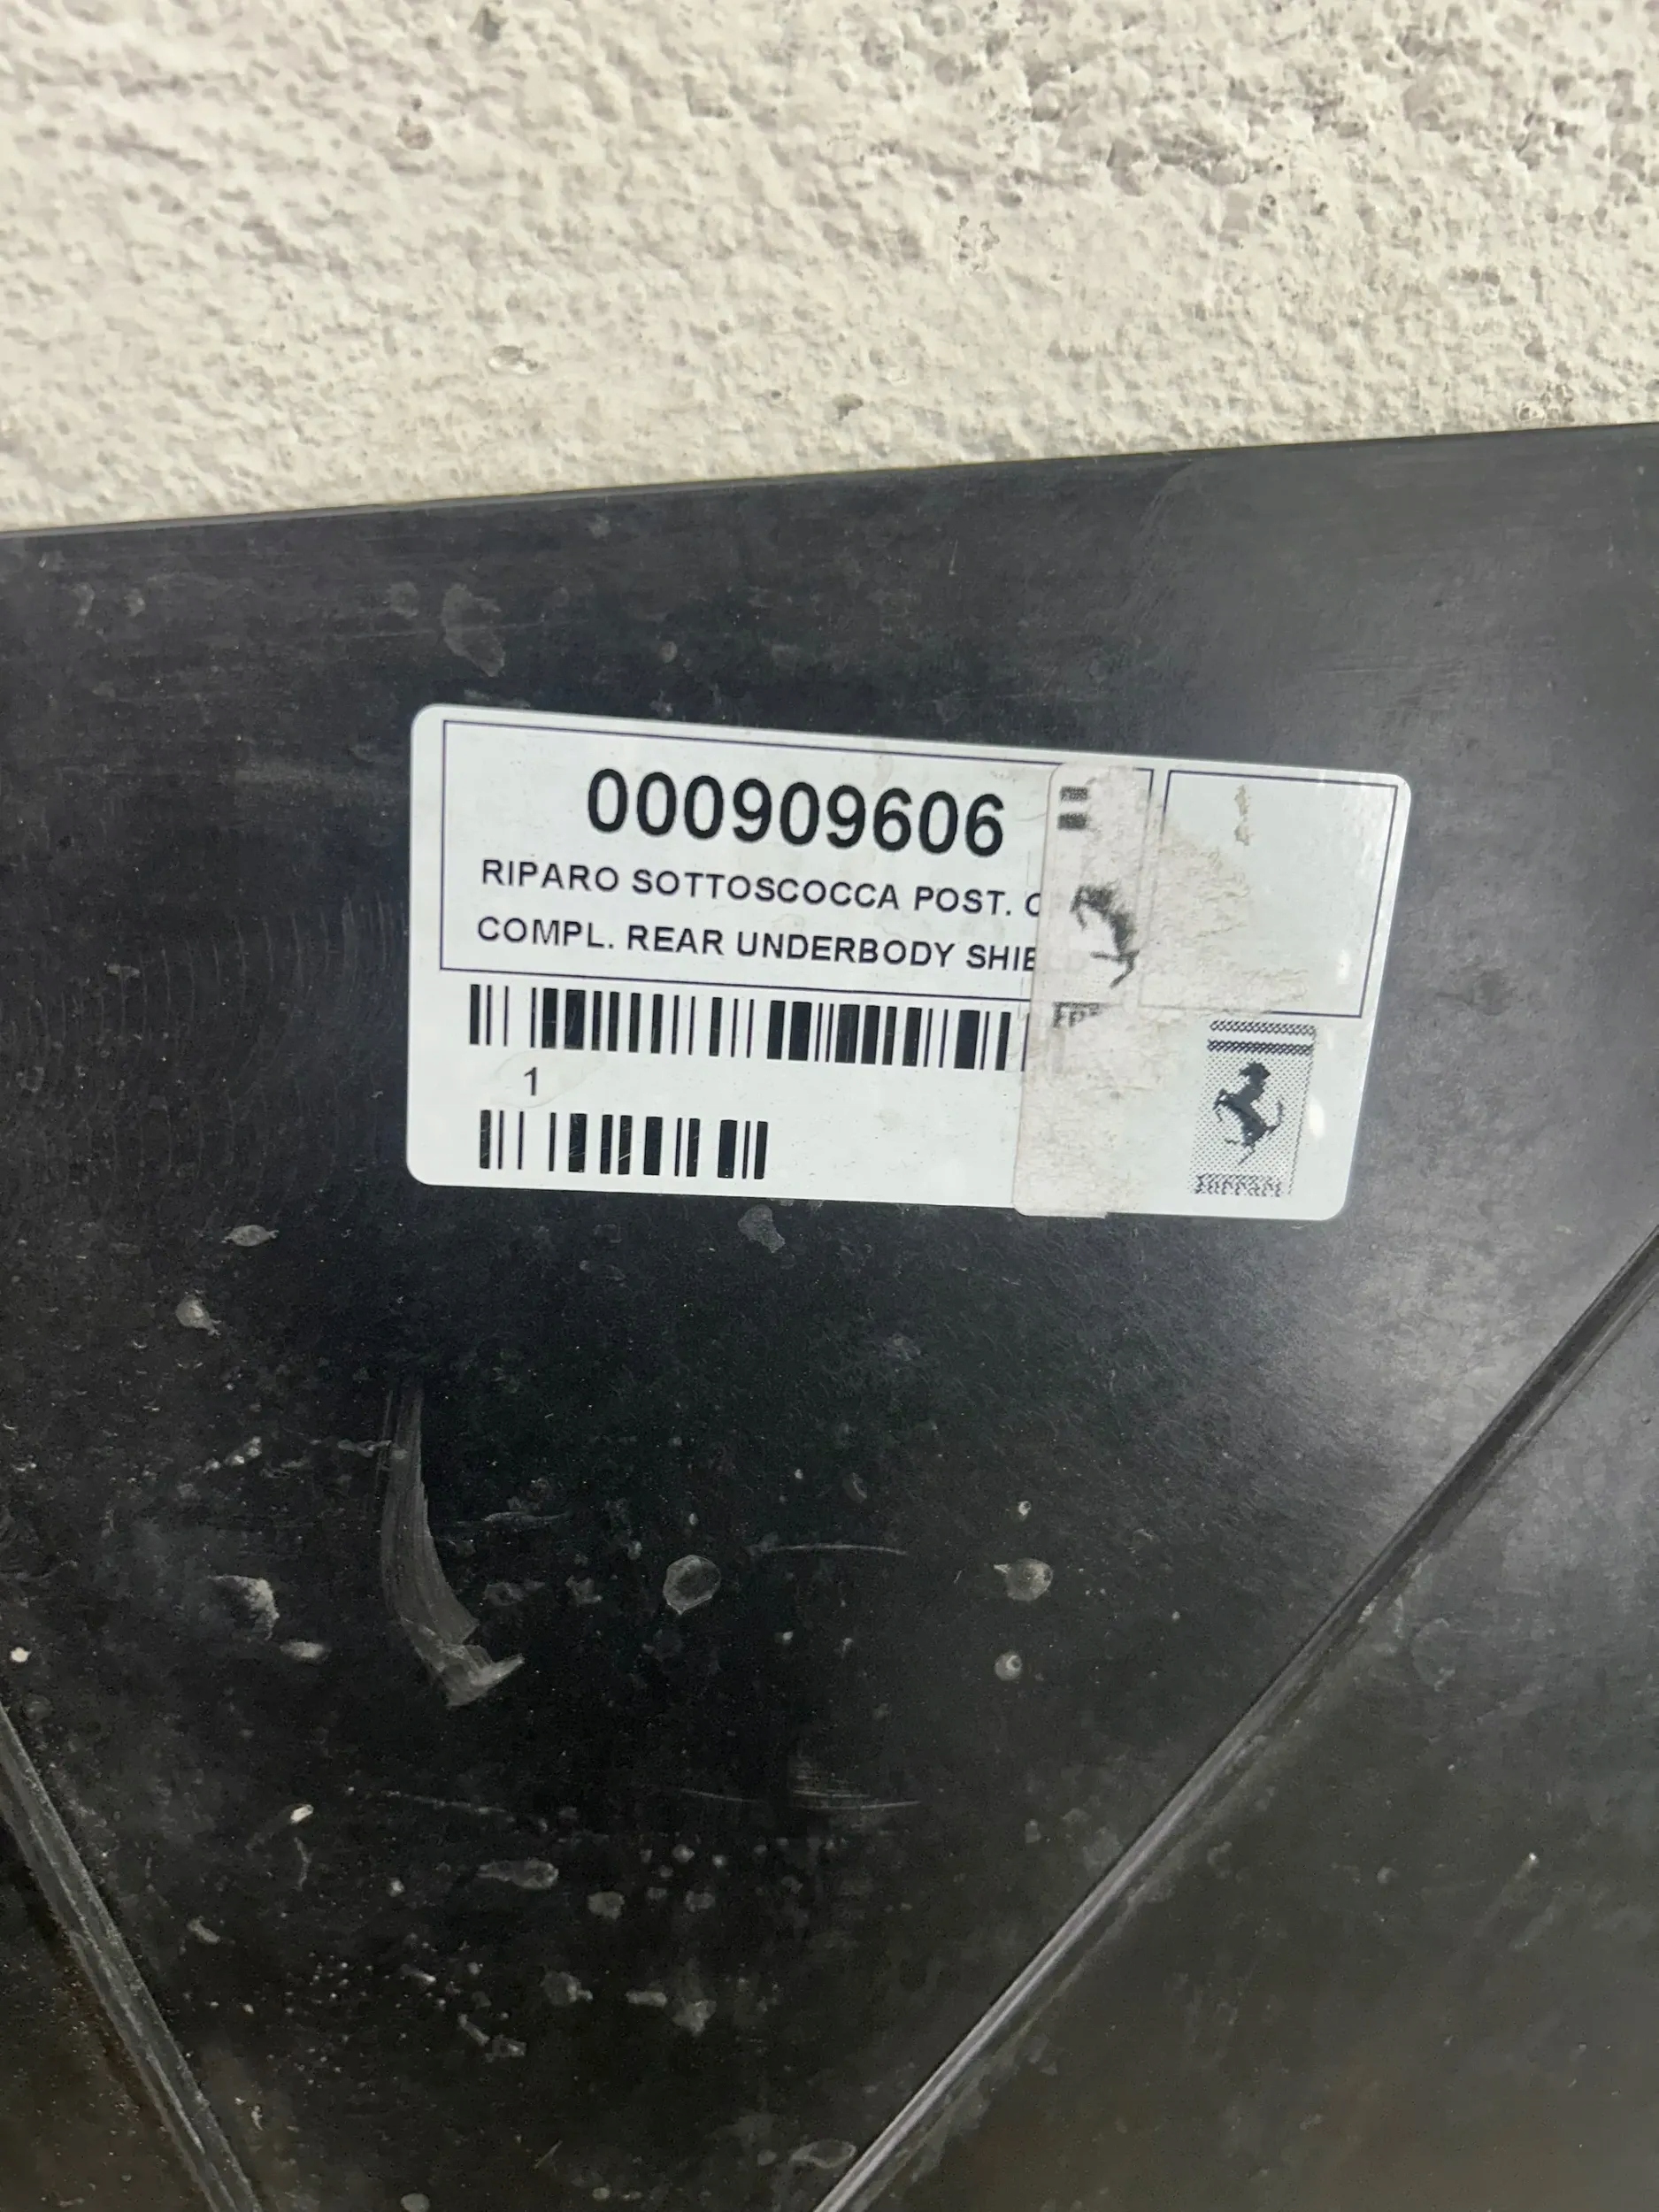 000909606
RIPARO SOTTOSCOCCA POST.
COMPL. REAR UNDERBODY
1